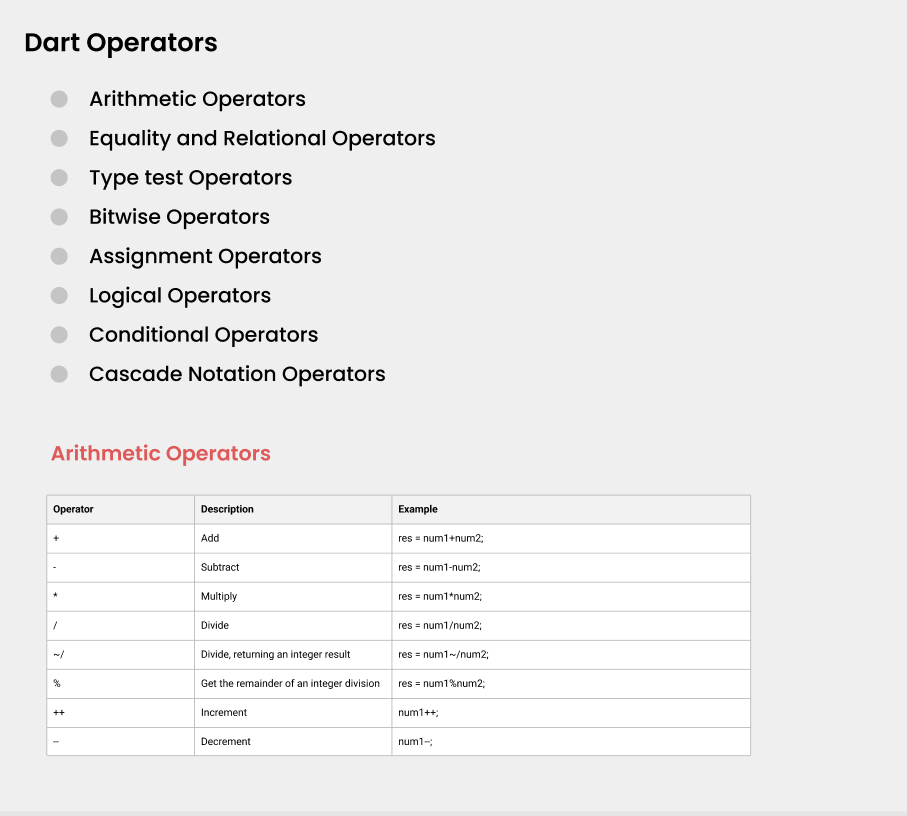 Dart Operators
Arithmetic Operators
Equality and Relational Operators
Type test Operators
Bitwise Operators
Assignment Operators
Logical Operators
Conditional Operators
Cascade Notation Operators
Arithmetic Operators
Operator Description Example
+ Add res = num1+num2;
- Subtract res = num1-num2;
* Multiply res = num1*num2;
/ Divide res = num1/num2;
~/ Divide, returning an integer result res = num1~/num2;
% Get the remainder of an integer division res = num1%num2;
++ Increment num1++;
-- Decrement num1--;